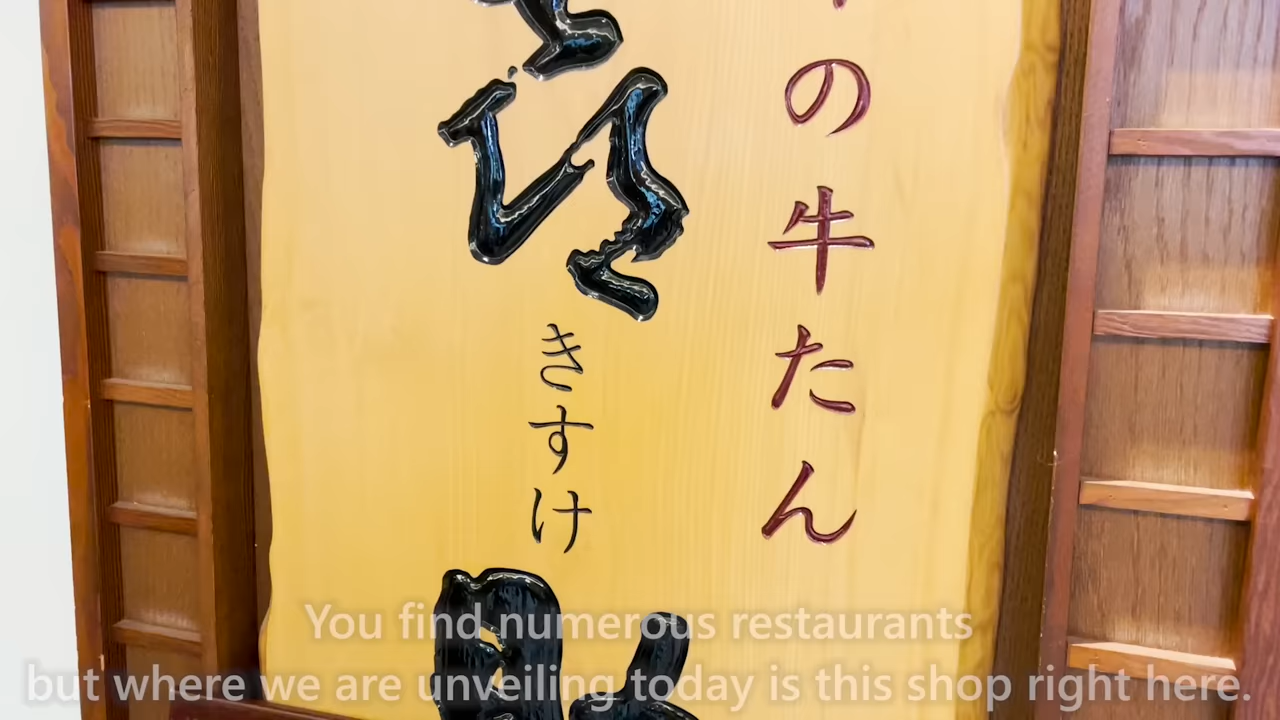 の牛たん
きすけ
助
You find numerous restaurants
but where we are unveiling today is this shop right here.